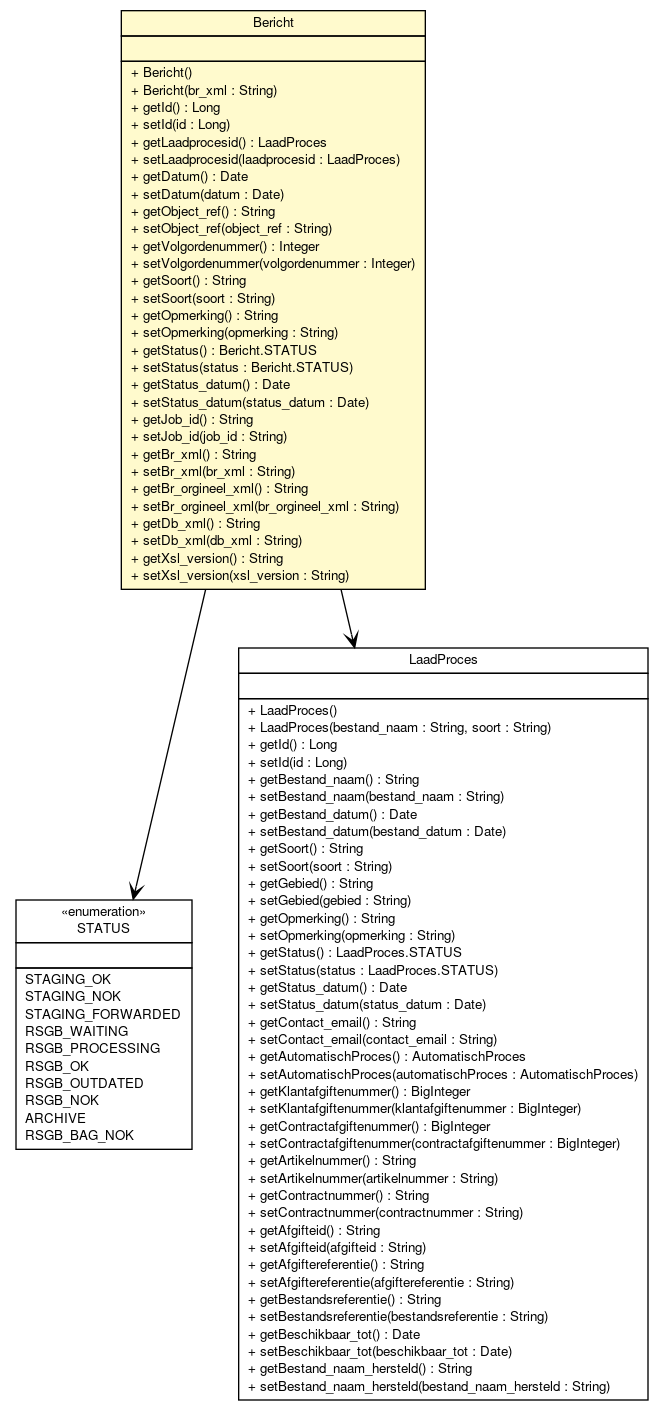 Bericht
+ Bericht()
+ Bericht(br_xml : String)
+ getId() : Long
+ setId(id : Long)
+ getLaadprocesid() : LaadProces
+ setLaadprocesid(laadprocesid : LaadProces)
+ getDatum() : Date
+ setDatum(datum : Date)
+ getObject_ref() : String
+ setObject_ref(object_ref : String)
+ getVolgordenummer() : Integer
+ setVolgordenummer(volgordenummer : Integer)
+ getSoort() : String
+ setSoort(soort : String)
+ getOpmerking() : String
+ setOpmerking(opmerking : String)
+ getStatus() : Bericht.STATUS
+ setStatus(status : Bericht.STATUS)
+ getStatus_datum() : Date
+ setStatus_datum(status_datum : Date)
+ getJob_id() : String
+ setJob_id(job_id : String)
+ getBr_xml() : String
+ setBr_xml(br_xml : String)
+ getBr_orgineel_xml() : String
+ setBr_orgineel_xml(br_orgineel_xml : String)
+ getDb_xml() : String
+ setDb_xml(db_xml : String)
+ getXsl_version() : String
+ setXsl_version(xsl_version : String)
«enumeration»
STATUS
STAGING_OK
STAGING_NOK
STAGING_FORWARDED
RSGB_WAITING
RSGB_PROCESSING
RSGB_OK
RSGB_OUTDATED
RSGB_NOK
ARCHIVE
RSGB_BAG_NOK
LaadProces
+ LaadProces()
+ LaadProces(bestand_naam : String, soort : String)
+ getId() : Long
+ setId(id : Long)
+ getBestand_naam() : String
+ setBestand_naam(bestand_naam : String)
+ getBestand_datum() : Date
+ setBestand_datum(bestand_datum : Date)
+ getSoort() : String
+ setSoort(soort : String)
+ getGebied() : String
+ setGebied(gebied : String)
+ getOpmerking() : String
+ setOpmerking(opmerking : String)
+ getStatus() : LaadProces.STATUS
+ setStatus(status : LaadProces.STATUS)
+ getStatus_datum() : Date
+ setStatus_datum(status_datum : Date)
+ getContact_email() : String
+ setContact_email(contact_email : String)
+ getAutomatischProces() : AutomatischProces
+ setAutomatischProces(automatischProces : AutomatischProces)
+ getKlantafgiftenummer() : BigInteger
+ setKlantafgiftenummer(klantafgiftenummer : BigInteger)
+ getContractafgiftenummer() : BigInteger
+ setContractafgiftenummer(contractafgiftenummer : BigInteger)
+ getArtikelnummer() : String
+ setArtikelnummer(artikelnummer : String)
+ getContractnummer() : String
+ setContractnummer(contractnummer : String)
+ getAfgifteid() : String
+ setAfgifteid(afgifteid : String)
+ getAfgiftereferentie() : String
+ setAfgiftereferentie(afgiftereferentie : String)
+ getBestandsreferentie() : String
+ setBestandsreferentie(bestandsreferentie : String)
+ getBeschikbaar_tot() : Date
+ setBeschikbaar_tot(beschikbaar_tot : Date)
+ getBestand_naam_hersteld() : String
+ setBestand_naam_hersteld(bestand_naam_hersteld : String)